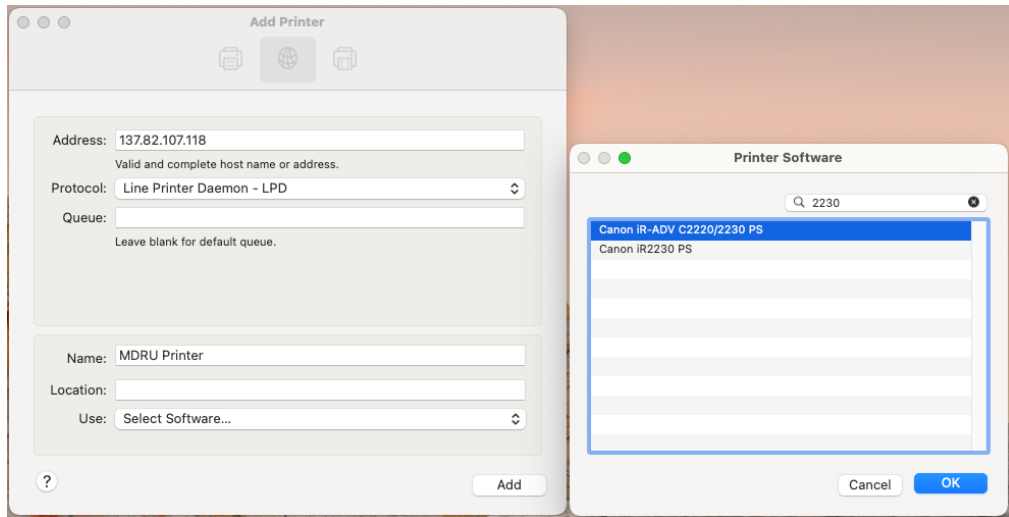 Add Printer
Address: 137.82.107.118
Valid and complete host name or address.
Protocol: Line Printer Daemon - LPD
Queue:
Leave blank for default queue.
Name: MDRU Printer
Location:
Use: Select Software...
? Add
Printer Software
2230
Canon iR-ADV C2220/2230 PS
Canon iR2230 PS
Cancel OK